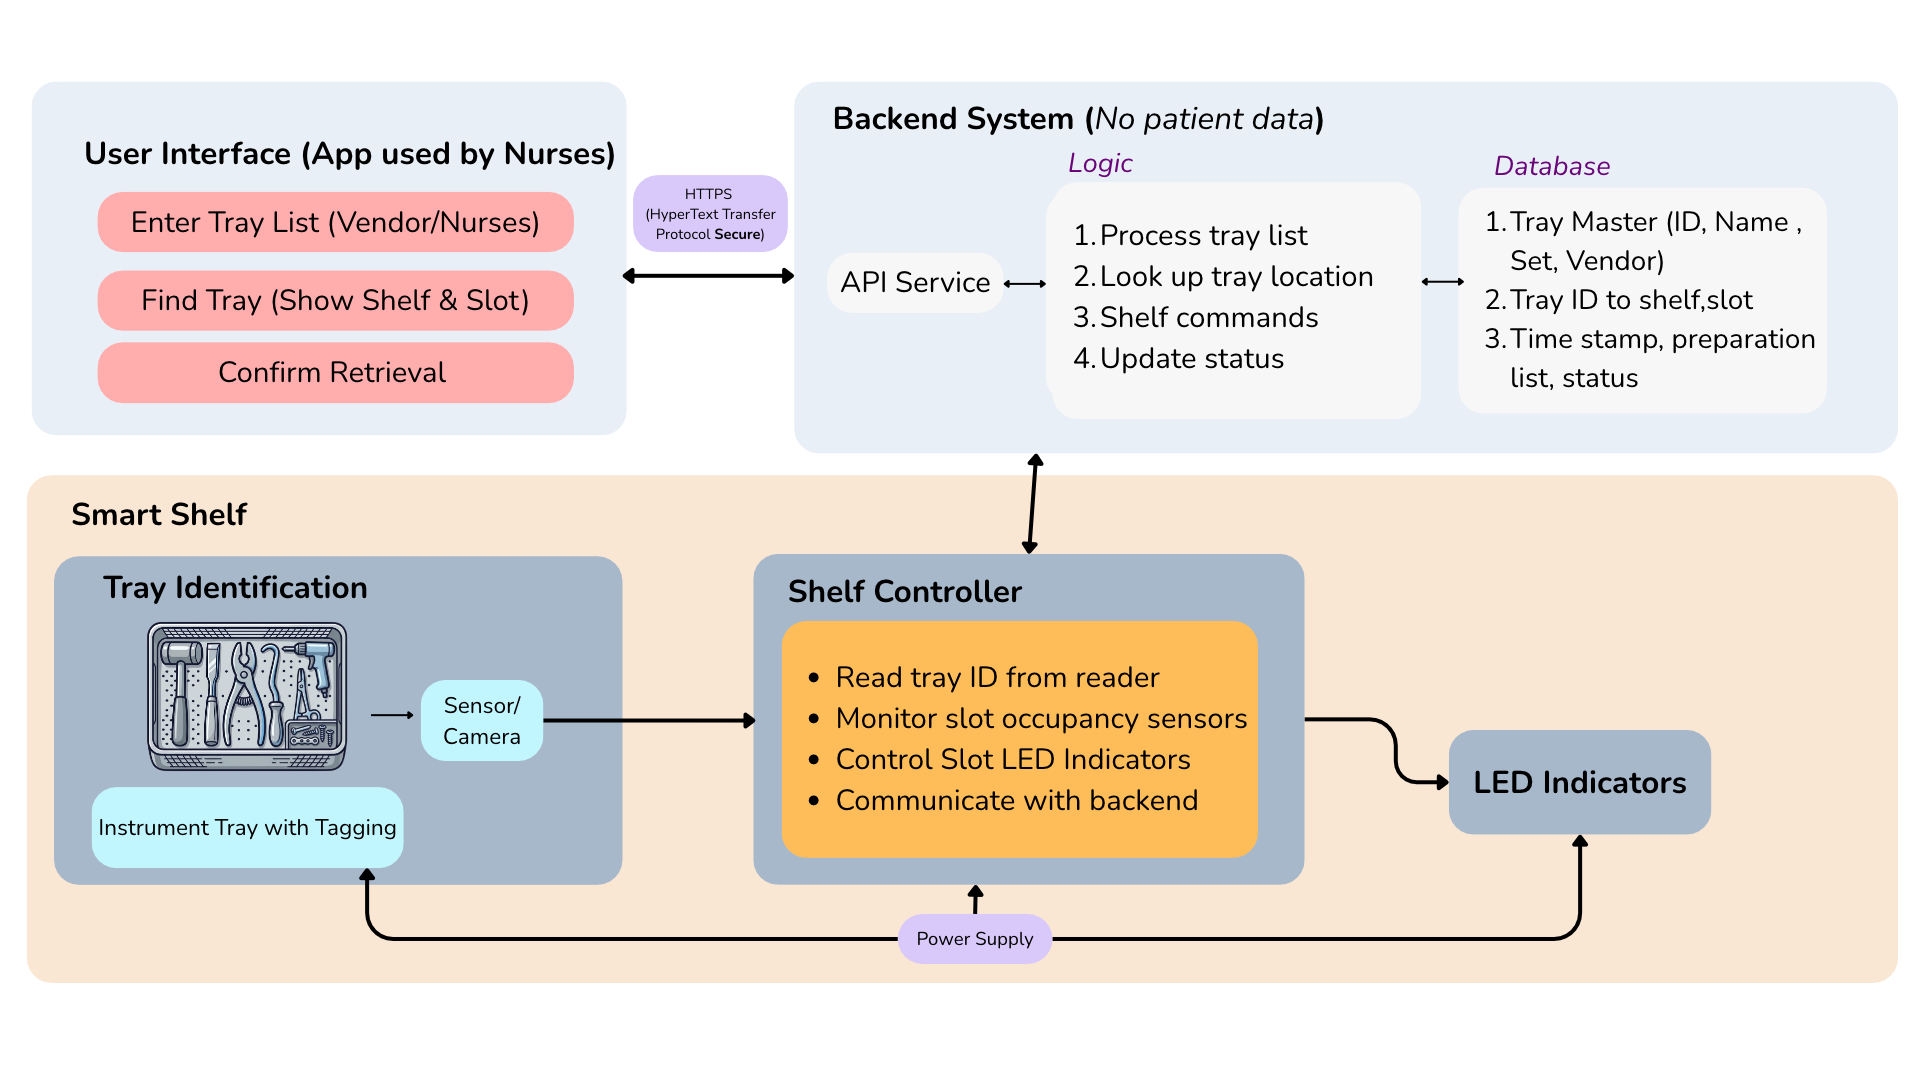 User Interface (App used by Nurses)
Enter Tray List (Vendor/Nurses)
Find Tray (Show Shelf & Slot)
Confirm Retrieval
HTTPS
(HyperText Transfer
Protocol Secure)
Backend System (No patient data)
Logic
API Service
1. Process tray list
2. Look up tray location
3. Shelf commands
4. Update status
Database
1. Tray Master (ID, Name ,
Set, Vendor)
2. Tray ID to shelf,slot
3. Time stamp, preparation
list, status
Smart Shelf
Tray Identification
Sensor/
Camera
Instrument Tray with Tagging
Shelf Controller
• Read tray ID from reader
• Monitor slot occupancy sensors
• Control Slot LED Indicators
• Communicate with backend
LED Indicators
Power Supply